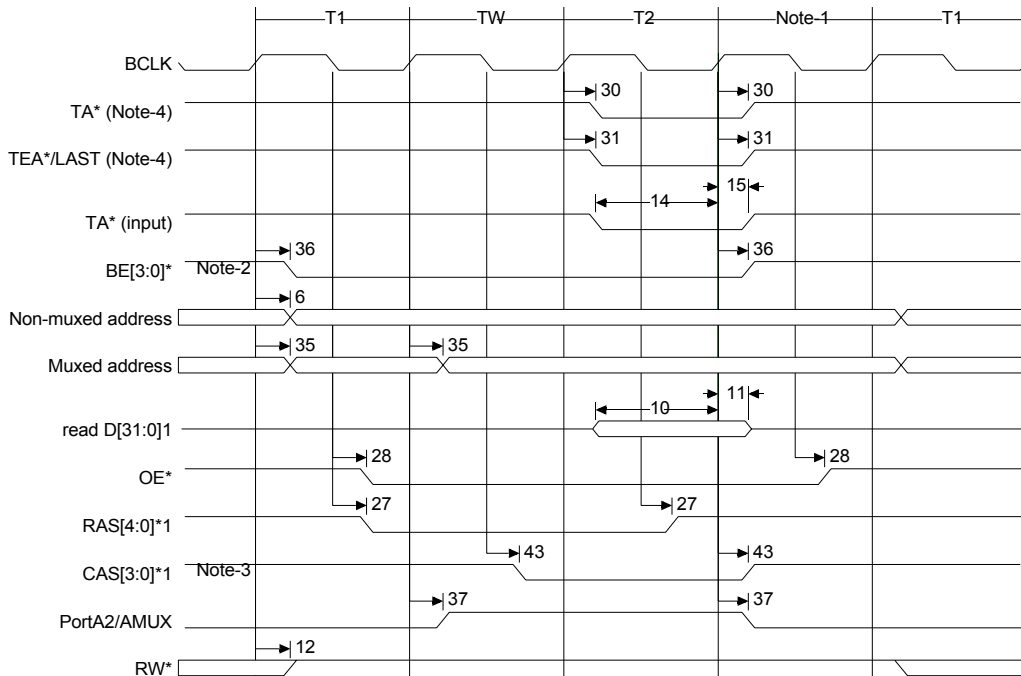 T1 TW T2 Note-1 T1
BCLK
30 30
TA* (Note-4)
31 31
TEA*/LAST (Note-4)
14 15
TA* (input)
36 36
BE[3:0]* Note-2
6
Non-muxed address
35 35
Muxed address
10 11
read D[31:0]1
28 28
OE*
27 27
RAS[4:0]*1
43 43
CAS[3:0]*1 Note-3
37 37
PortA2/AMUX
12
RW*